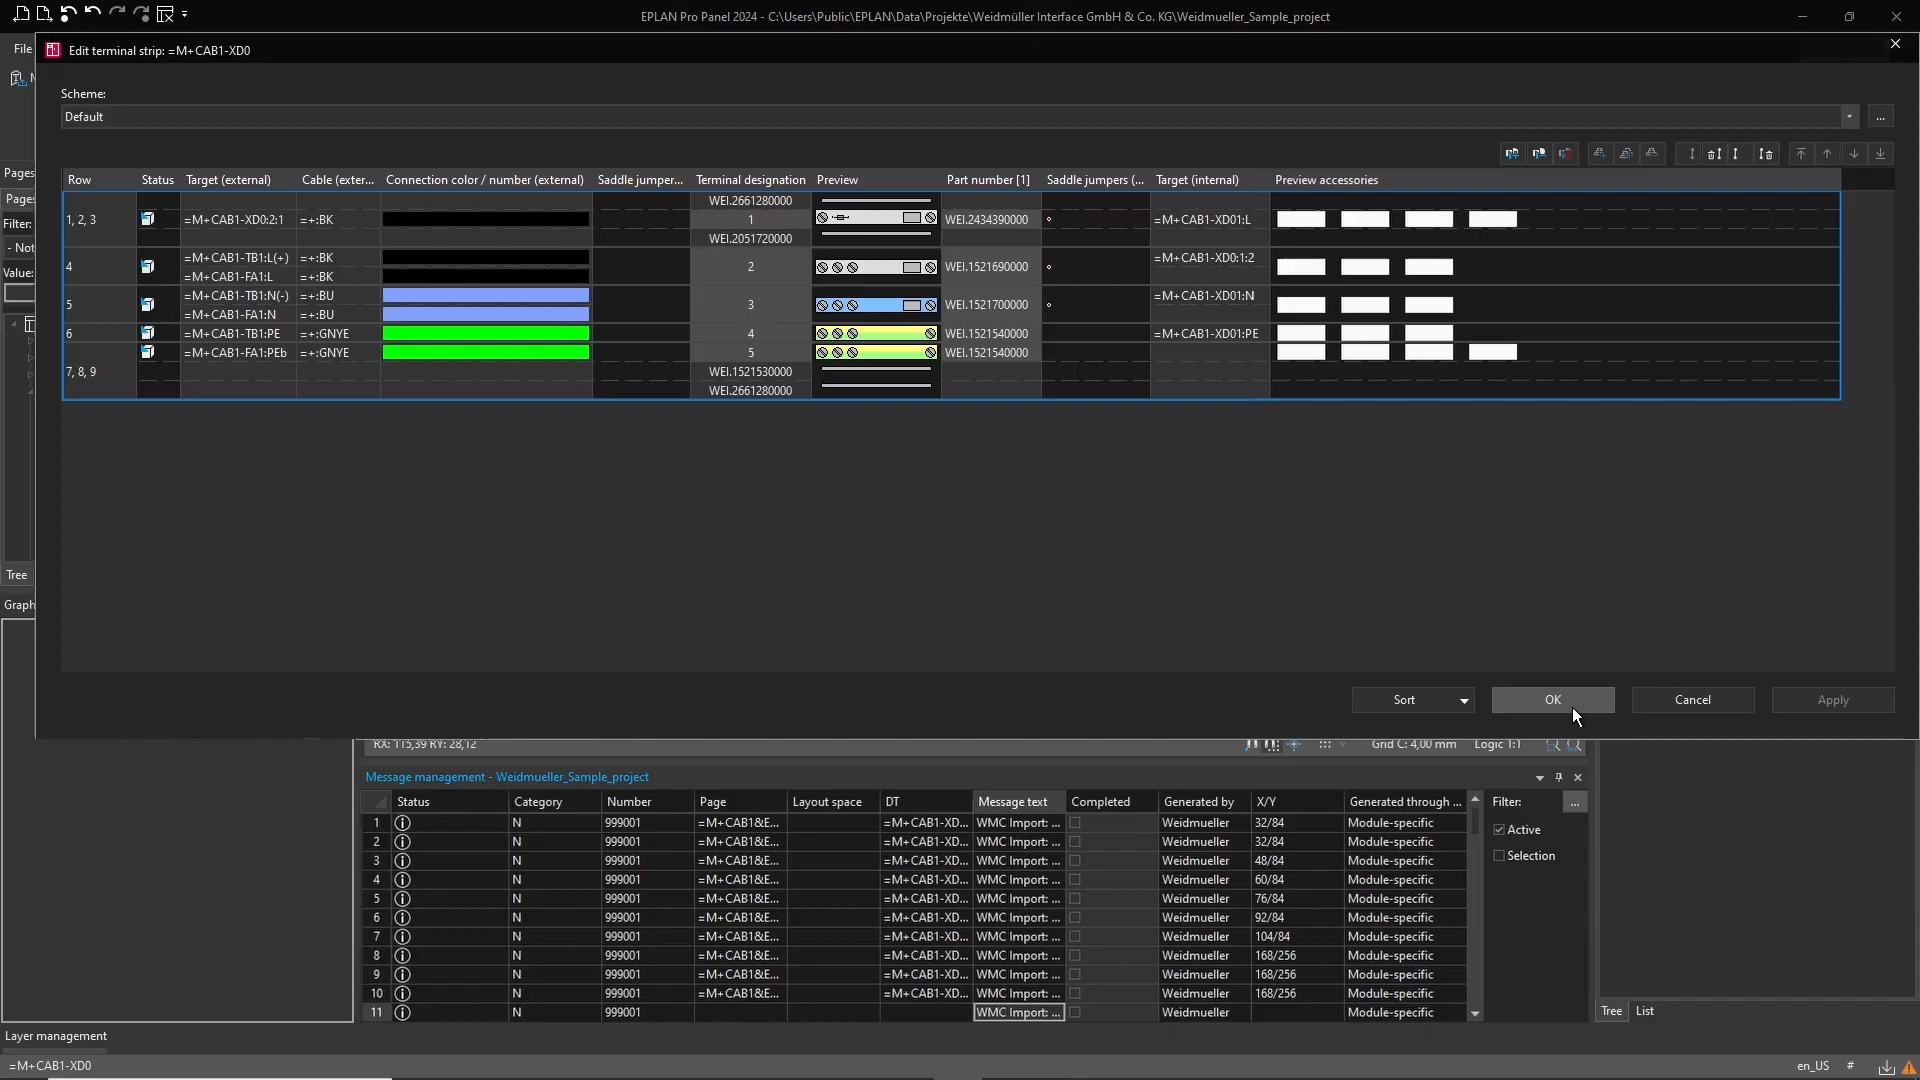 EPLAN Pro Panel 2024 - C:\Users\Public\EPLAN\Data\Projekte\Weidmüller Interface GmbH & Co. KG\Weidmueller_Sample_project
File
Edit terminal strip: =M+CAB1-XD0
Scheme:
Default
...
Pages
Pages
Filter:
- Not
Value:
Tree
Graph
Row Status Target (external) Cable (exter... Connection color / number (external) Saddle jumper... Terminal designation Preview Part number [1] Saddle jumpers (... Target (internal) Preview accessories
WEI.2661280000
1, 2, 3 =M+CAB1-XD0:2:1 =+:BK 1 WEI.2434390000 =M+CAB1-XD01:L
WEI.2051720000
4 =M+CAB1-TB1:L(+) =+:BK 2 WEI.1521690000 =M+CAB1-XD0:1:2
=M+CAB1-FA1:L =+:BK
5 =M+CAB1-TB1:N(-) =+:BU 3 WEI.1521700000 =M+CAB1-XD01:N
=M+CAB1-FA1:N =+:BU
6 =M+CAB1-TB1:PE =+:GNYE 4 WEI.1521540000 =M+CAB1-XD01:PE
=M+CAB1-FA1:PEb =+:GNYE 5 WEI.1521540000
7, 8, 9 WEI.1521530000
WEI.2661280000
Sort OK Cancel Apply
RX: 115,39 RY: 28,12 Grid C: 4,00 mm Logic 1:1
Message management - Weidmueller_Sample_project
Status Category Number Page Layout space DT Message text Completed Generated by X/Y Generated through ...
1 N 999001 =M+CAB1&E... =M+CAB1-XD... WMC Import: ... Weidmueller 32/84 Module-specific
2 N 999001 =M+CAB1&E... =M+CAB1-XD... WMC Import: ... Weidmueller 32/84 Module-specific
3 N 999001 =M+CAB1&E... =M+CAB1-XD... WMC Import: ... Weidmueller 48/84 Module-specific
4 N 999001 =M+CAB1&E... =M+CAB1-XD... WMC Import: ... Weidmueller 60/84 Module-specific
5 N 999001 =M+CAB1&E... =M+CAB1-XD... WMC Import: ... Weidmueller 76/84 Module-specific
6 N 999001 =M+CAB1&E... =M+CAB1-XD... WMC Import: ... Weidmueller 92/84 Module-specific
7 N 999001 =M+CAB1&E... =M+CAB1-XD... WMC Import: ... Weidmueller 104/84 Module-specific
8 N 999001 =M+CAB1&E... =M+CAB1-XD... WMC Import: ... Weidmueller 168/256 Module-specific
9 N 999001 =M+CAB1&E... =M+CAB1-XD... WMC Import: ... Weidmueller 168/256 Module-specific
10 N 999001 =M+CAB1&E... =M+CAB1-XD... WMC Import: ... Weidmueller 168/256 Module-specific
11 N 999001 WMC Import: ... Weidmueller Module-specific
Filter: ...
Active
Selection
Tree List
Layer management
=M+CAB1-XD0
en_US #